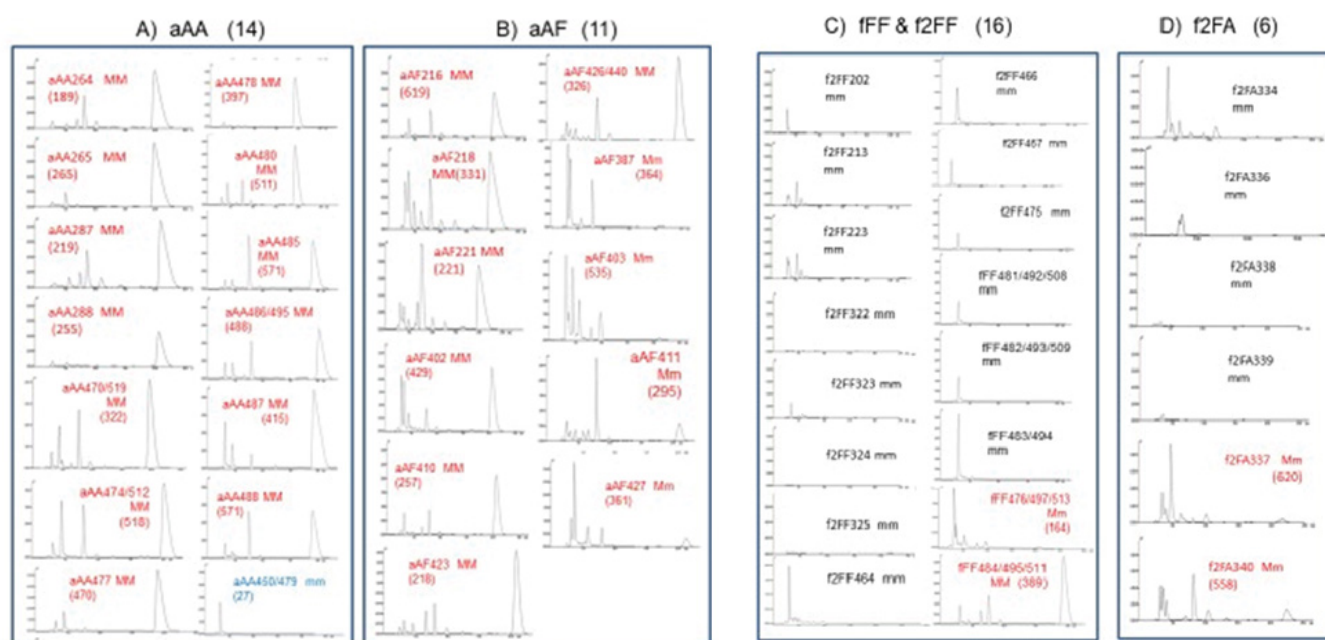 A) aAA (14)
aAA264 MM
(189)
aAA265 MM
(265)
aAA287 MM
(219)
aAA288 MM
(255)
aAA470/519
MM
(322)
aAA474/512
MM
(518)
aAA477 MM
(470)
aAA478 MM
(397)
aAA480
MM
(511)
aAA485
MM
(571)
aAA486/495 MM
(488)
aAA487 MM
(415)
aAA488 MM
(571)
aAA460/479 mm
(27)
B) aAF (11)
aAF216 MM
(619)
aAF218
MM(331)
aAF221 MM
(221)
aAF402 MM
(429)
aAF410 MM
(257)
aAF423 MM
(218)
aAF426/440 MM
(326)
aAF387 Mm
(364)
aAF403 Mm
(535)
aAF411
Mm
(295)
aAF427 Mm
(361)
C) fFF & f2FF (16)
f2FF202
mm
f2FF213
mm
f2FF223
mm
f2FF322 mm
f2FF323
mm
f2FF324
mm
f2FF325 mm
f2FIF464 mm
f2FF466
mm
f2FF467 mm
f2FF475 mm
fFF481/492/508
mm
fFF482/493/509
mm
fFF483/494
mm
fFF476/497/513
Mm
(164)
fFF484/495/511
MM (389)
D) f2FA (6)
f2FA334
mm
f2FA336
mm
f2FA338
mm
f2FA339
mm
f2FA337 Mm
(620)
f2FA340 Mm
(558)